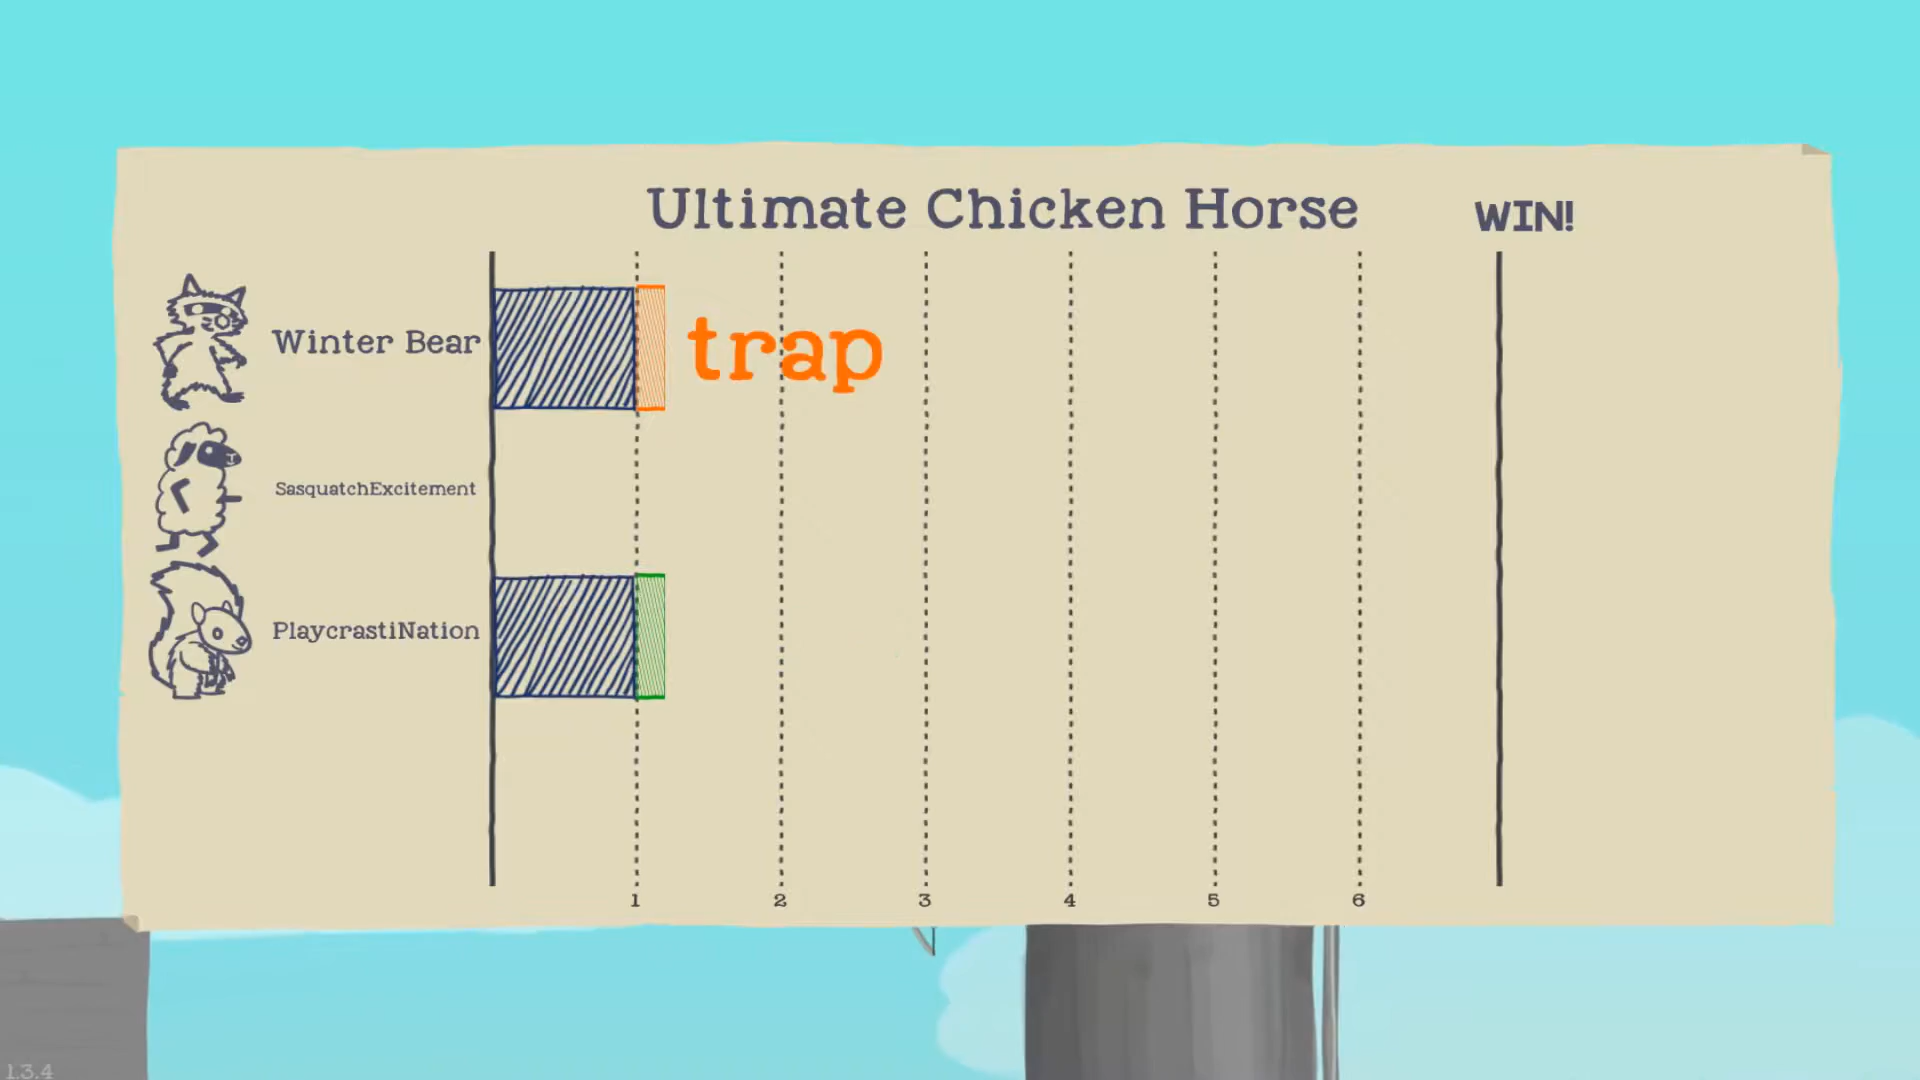 Ultimate Chicken Horse
WIN!
Winter Bear
trap
SasquatchExcitement
PlaycrastiNation
1 2 3 4 5 6
1.3.4